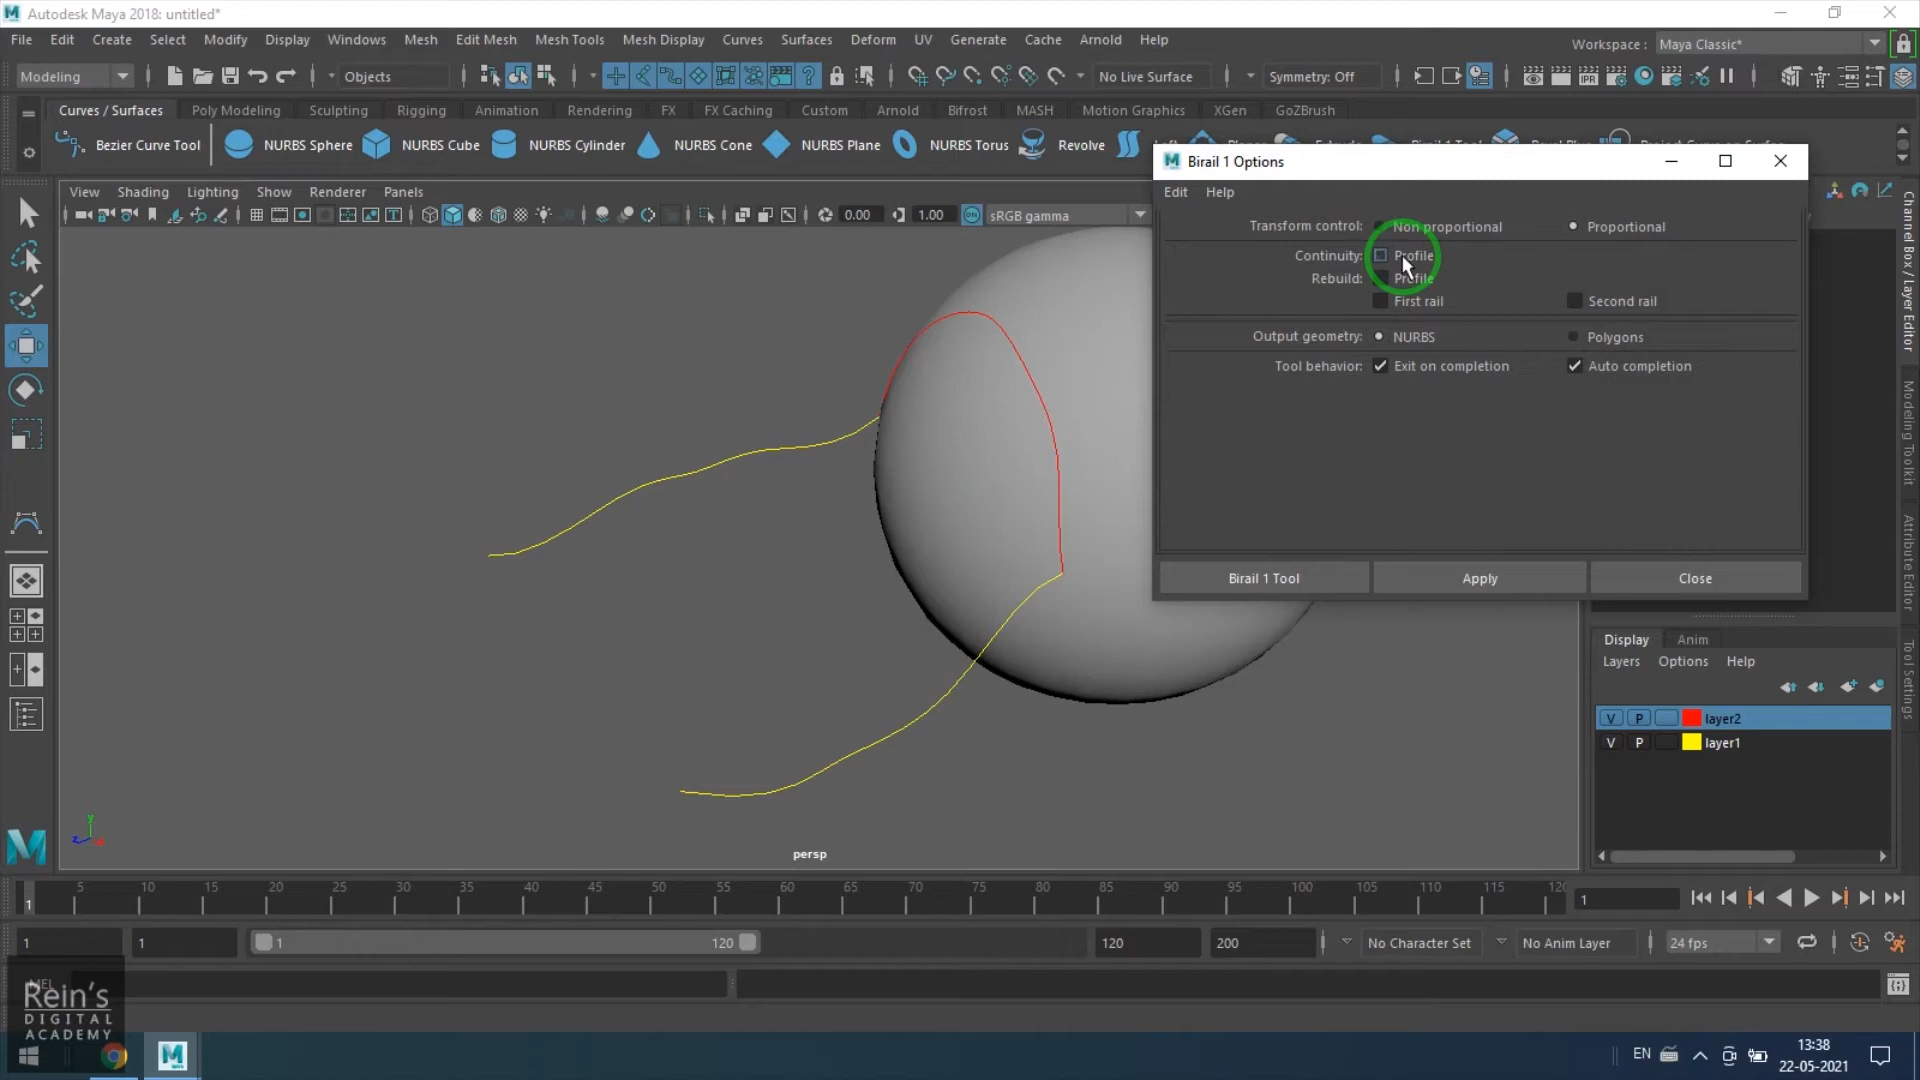 Autodesk Maya 2018: untitled*
File Edit Create Select Modify Display Windows Mesh Edit Mesh Mesh Tools Mesh Display Curves Surfaces Deform UV Generate Cache Arnold Help
Workspace : Maya Classic*
Modeling Objects No Live Surface Symmetry: Off
Curves / Surfaces Poly Modeling Sculpting Rigging Animation Rendering FX FX Caching Custom Arnold Bifrost MASH Motion Graphics XGen GoZBrush
Bezier Curve Tool NURBS Sphere NURBS Cube NURBS Cylinder NURBS Cone NURBS Plane NURBS Torus Revolve
View Shading Lighting Show Renderer Panels
0.00 1.00 ON sRGB gamma
Birail 1 Options
Edit Help
Transform control: Non proportional Proportional
Continuity: Profile
Rebuild: Profile
First rail Second rail
Output geometry: NURBS Polygons
Tool behavior: Exit on completion Auto completion
Birail 1 Tool Apply Close
Channel Box / Layer Editor
Modeling Toolkit
Attribute Editor
Tool Settings
Display Anim
Layers Options Help
V P layer2
V P layer1
y
z
persp
5 10 15 20 25 30 35 40 45 50 55 60 65 70 75 80 85 90 95 100 105 110 115 120
1 1
1 1 1 120 120 200 No Character Set No Anim Layer 24 fps
MEL
Rein's
DIGITAL
ACADEMY
EN 13:38
22-05-2021